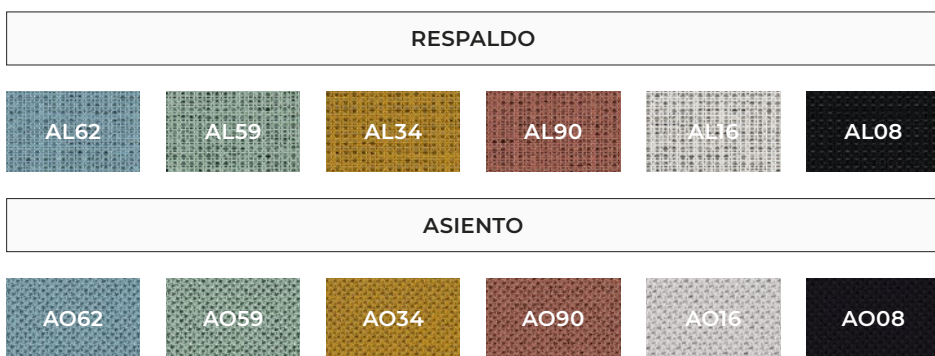 RESPALDO
AL62 AL59 AL34 AL90 AL16 AL08
ASIENTO
AO62 AO59 AO34 AO90 AO16 AO08